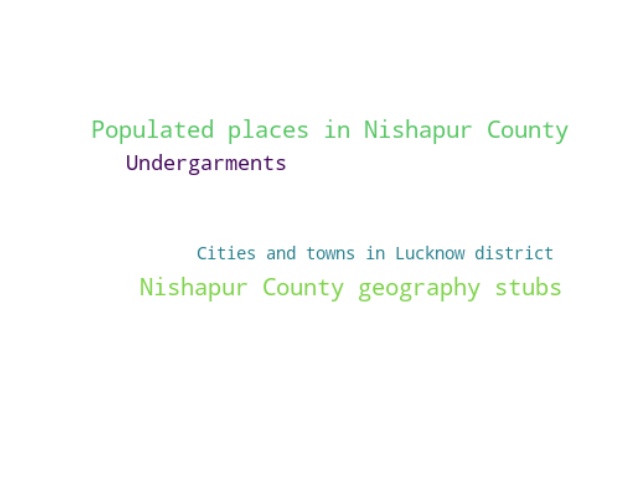 Populated places in Nishapur County
Undergarments
Cities and towns in Lucknow district
Nishapur County geography stubs